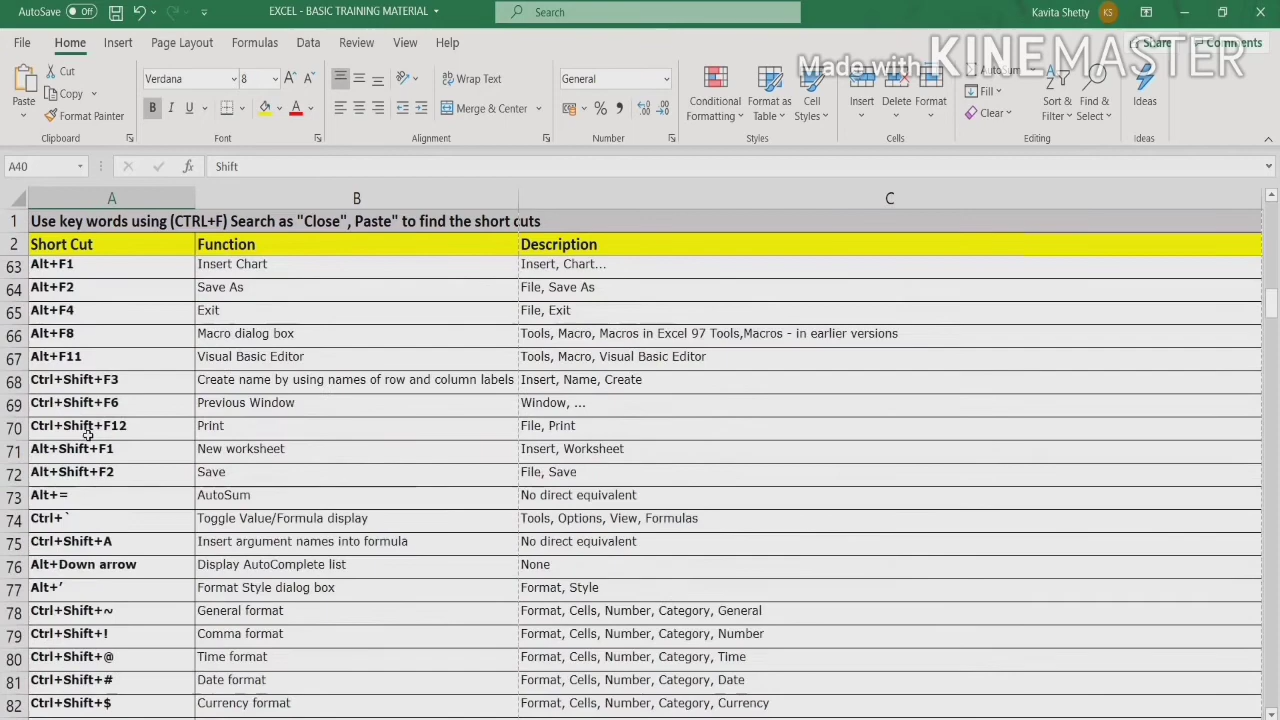 AutoSave Off EXCEL - BASIC TRAINING MATERIAL Search Kavita Shetty KS
File Home Insert Page Layout Formulas Data Review View Help Share Comments
Made with KINEMASTER
Cut Verdana 8 Wrap Text General AutoSum
Paste Copy Conditional Format as Cell Insert Delete Format Fill Sort & Find & Ideas
Format Painter B I U Merge & Center Formatting Table Styles Clear Filter Select
Clipboard Font Alignment Number Styles Cells Editing Ideas
A40 fx Shift
A B C
1 Use key words using (CTRL+F) Search as "Close", Paste" to find the short cuts
2 Short Cut Function Description
63 Alt+F1 Insert Chart Insert, Chart...
64 Alt+F2 Save As File, Save As
65 Alt+F4 Exit File, Exit
66 Alt+F8 Macro dialog box Tools, Macro, Macros in Excel 97 Tools,Macros - in earlier versions
67 Alt+F11 Visual Basic Editor Tools, Macro, Visual Basic Editor
68 Ctrl+Shift+F3 Create name by using names of row and column labels Insert, Name, Create
69 Ctrl+Shift+F6 Previous Window Window, ...
70 Ctrl+Shift+F12 Print File, Print
71 Alt+Shift+F1 New worksheet Insert, Worksheet
72 Alt+Shift+F2 Save File, Save
73 Alt+= AutoSum No direct equivalent
74 Ctrl+` Toggle Value/Formula display Tools, Options, View, Formulas
75 Ctrl+Shift+A Insert argument names into formula No direct equivalent
76 Alt+Down arrow Display AutoComplete list None
77 Alt+’ Format Style dialog box Format, Style
78 Ctrl+Shift+~ General format Format, Cells, Number, Category, General
79 Ctrl+Shift+! Comma format Format, Cells, Number, Category, Number
80 Ctrl+Shift+@ Time format Format, Cells, Number, Category, Time
81 Ctrl+Shift+# Date format Format, Cells, Number, Category, Date
82 Ctrl+Shift+$ Currency format Format, Cells, Number, Category, Currency